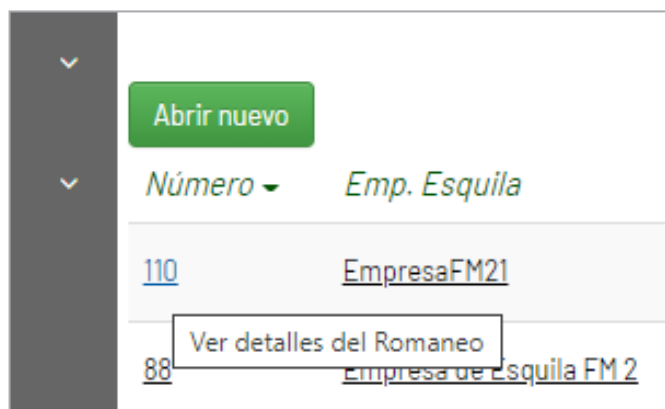 Abrir nuevo
Número Emp. Esquila
110 EmpresaFM21
Ver detalles del Romaneo
88 Empresa de Esquila FM 2